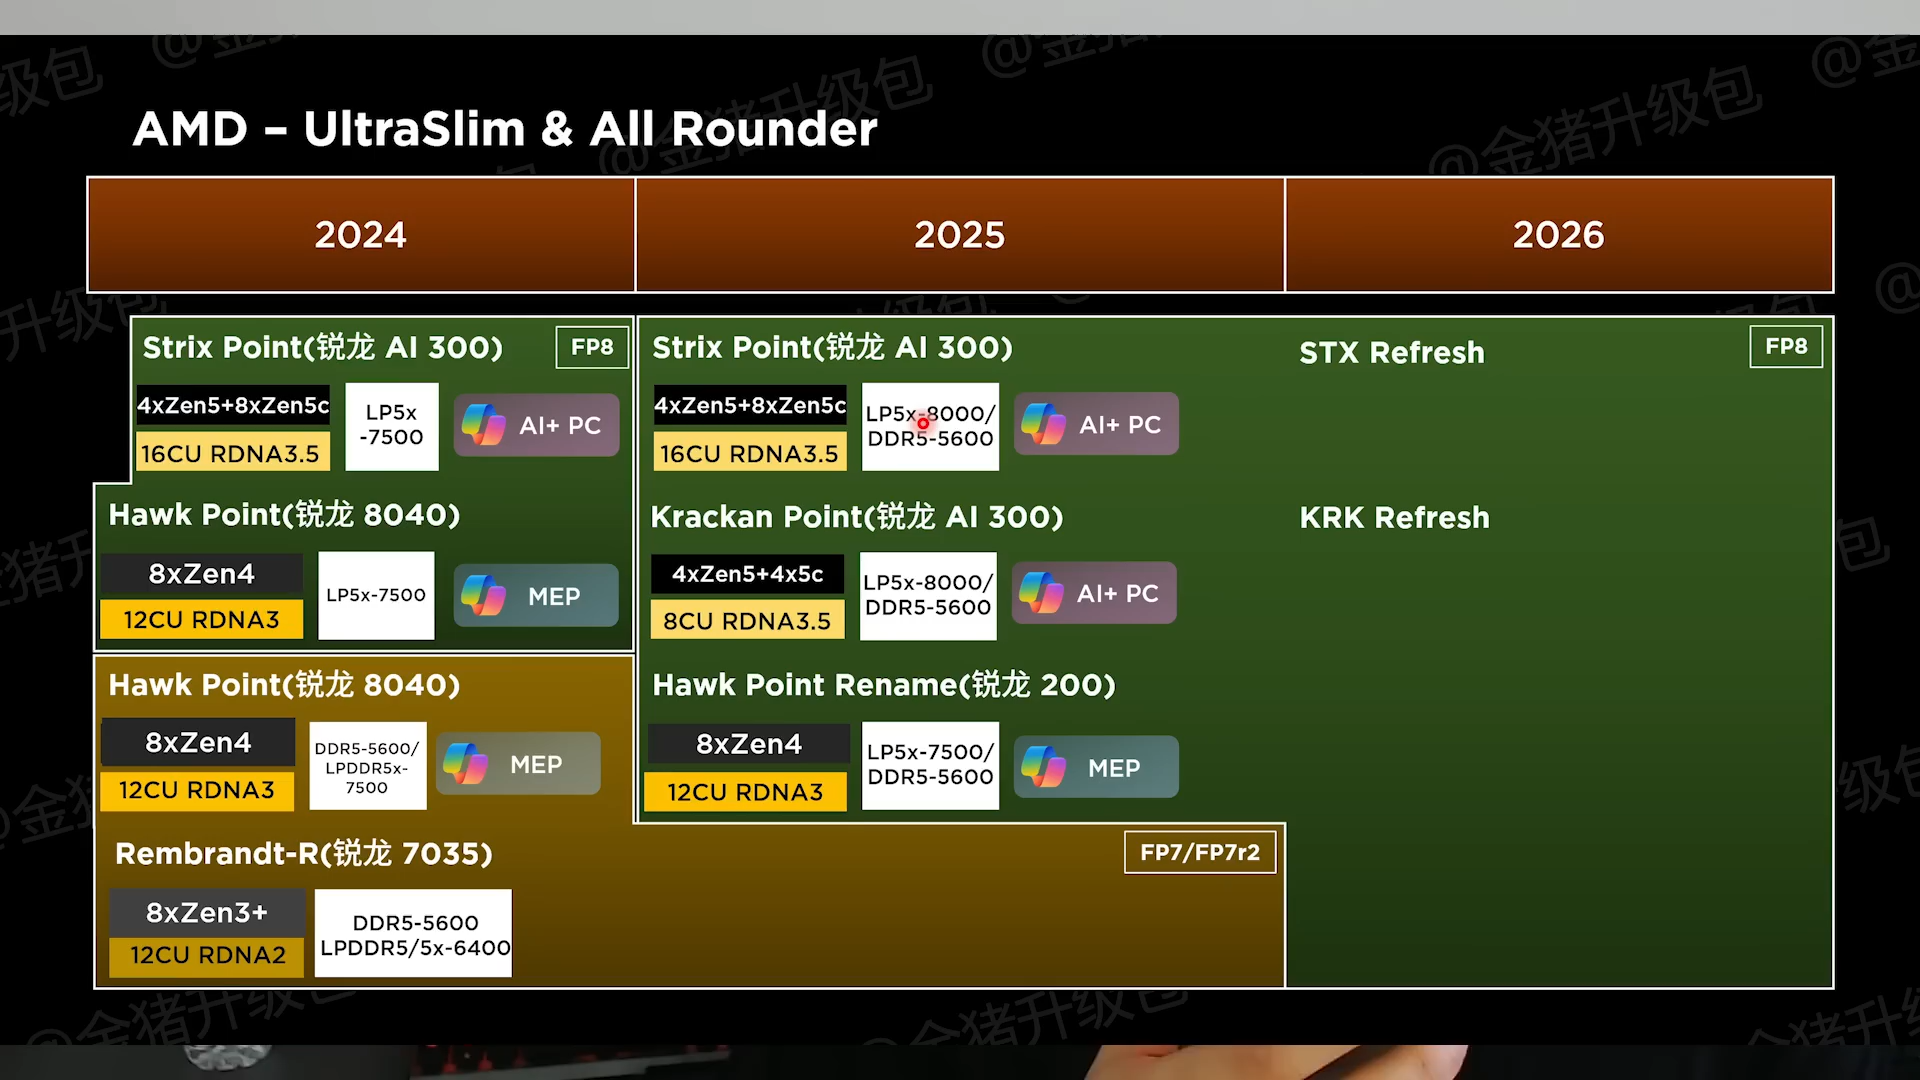 AMD – UltraSlim & All Rounder
2024
2025
2026
Strix Point(锐龙 AI 300)
FP8
4xZen5+8xZen5c
16CU RDNA3.5
LP5x
-7500
AI+ PC
Hawk Point(锐龙 8040)
8xZen4
12CU RDNA3
LP5x-7500
MEP
Hawk Point(锐龙 8040)
8xZen4
12CU RDNA3
DDR5-5600/
LPDDR5x-
7500
MEP
Rembrandt-R(锐龙 7035)
FP7/FP7r2
8xZen3+
12CU RDNA2
DDR5-5600
LPDDR5/5x-6400
Strix Point(锐龙 AI 300)
4xZen5+8xZen5c
16CU RDNA3.5
LP5x-8000/
DDR5-5600
AI+ PC
Krackan Point(锐龙 AI 300)
4xZen5+4x5c
8CU RDNA3.5
LP5x-8000/
DDR5-5600
AI+ PC
Hawk Point Rename(锐龙 200)
8xZen4
12CU RDNA3
LP5x-7500/
DDR5-5600
MEP
STX Refresh
FP8
KRK Refresh
@金猪升级包